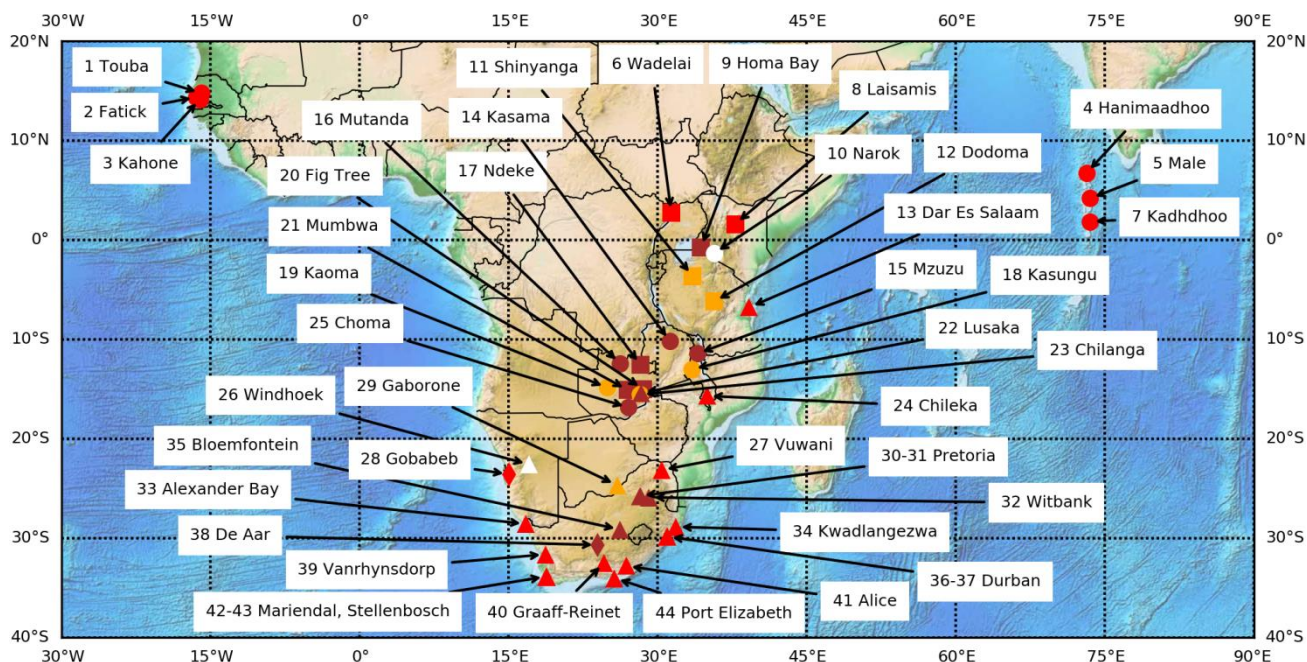 30°W 15°W 0° 15°E 30°E 45°E 60°E 75°E 90°E
20°N 20°N
11 Shinyanga 6 Wadelai 9 Homa Bay
1 Touba
8 Laisamis
2 Fatick 16 Mutanda 14 Kasama 4 Hanimaadhoo
10°N 10°N
3 Kahone 10 Narok 12 Dodoma 5 Male
20 Fig Tree 17 Ndeke
21 Mumbwa 13 Dar Es Salaam 7 Kadhdhoo
0° 0°
19 Kaoma 15 Mzuzu 18 Kasungu
25 Choma 22 Lusaka
10°S 10°S
23 Chilanga
26 Windhoek 29 Gaborone
24 Chileka
20°S 20°S
35 Bloemfontein 27 Vuwani
28 Gobabeb 30-31 Pretoria
33 Alexander Bay 32 Witbank
38 De Aar 34 Kwadlangezwa
30°S 30°S
39 Vanrhynsdorp 36-37 Durban
42-43 Mariendal, Stellenbosch 40 Graaff-Reinet 44 Port Elizabeth 41 Alice
40°S 40°S
30°W 15°W 0° 15°E 30°E 45°E 60°E 75°E 90°E